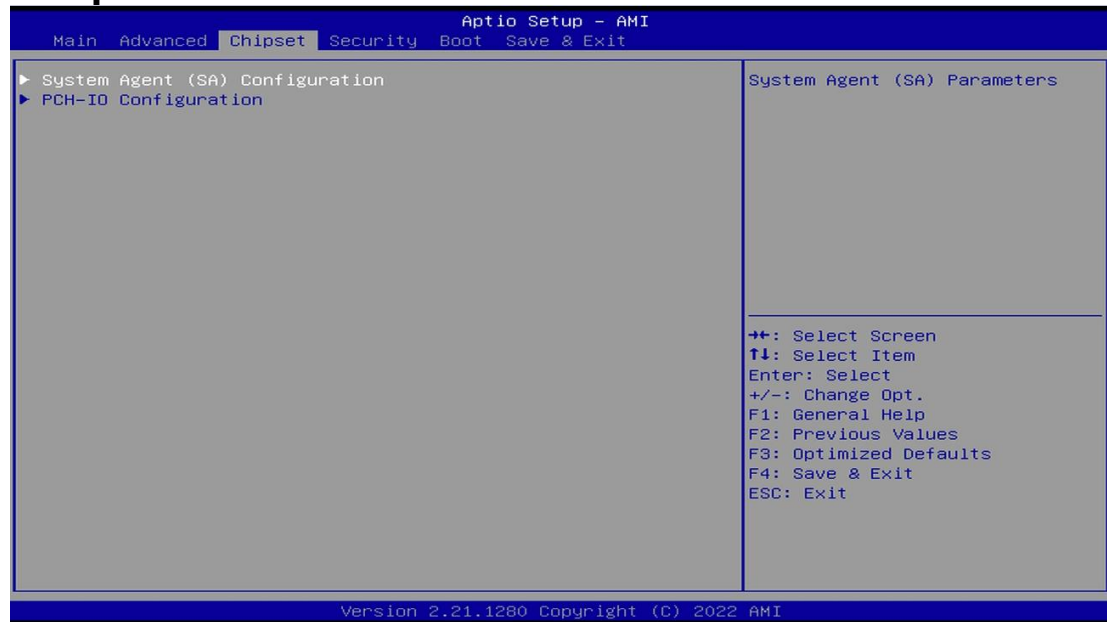 Aptio Setup – AMI
Main Advanced Chipset Security Boot Save & Exit
▶ System Agent (SA) Configuration
▶ PCH-IO Configuration
System Agent (SA) Parameters
→←: Select Screen
↑↓: Select Item
Enter: Select
+/-: Change Opt.
F1: General Help
F2: Previous Values
F3: Optimized Defaults
F4: Save & Exit
ESC: Exit
Version 2.21.1280 Copyright (C) 2022 AMI